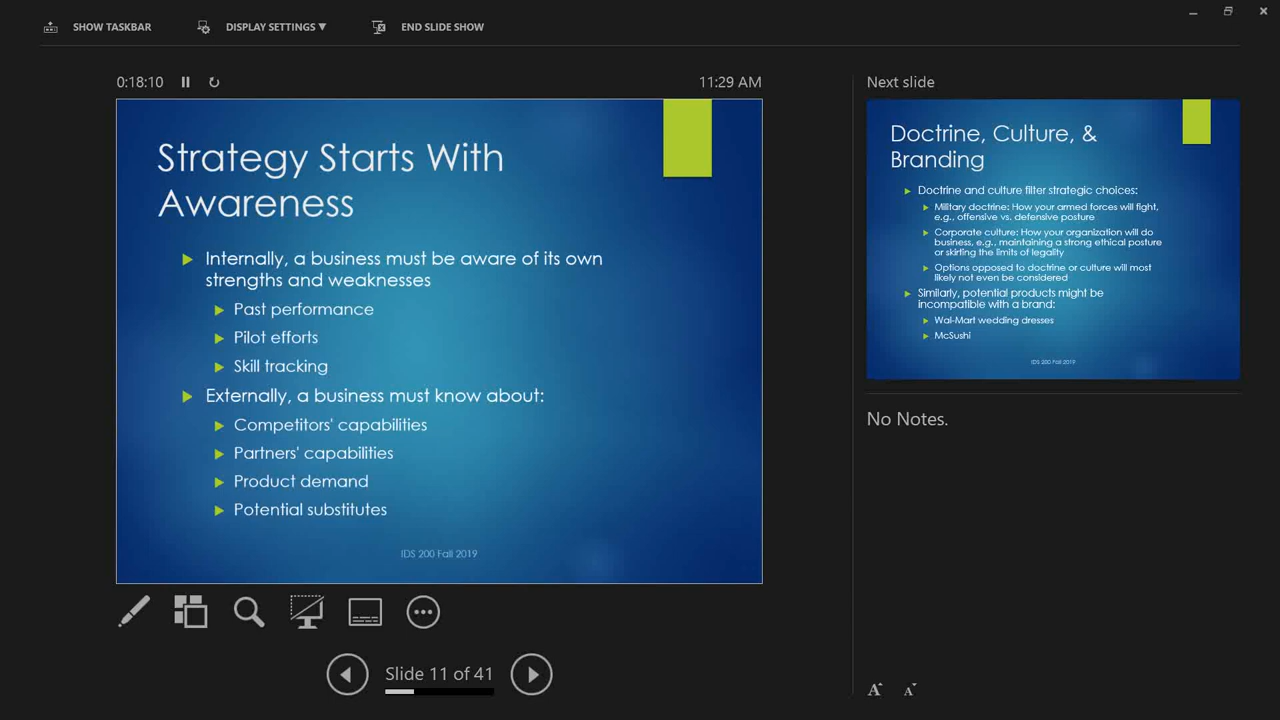 SHOW TASKBAR
DISPLAY SETTINGS ▼
END SLIDE SHOW
0:18:10
11:29 AM
Strategy Starts With
Awareness
Internally, a business must be aware of its own
strengths and weaknesses
Past performance
Pilot efforts
Skill tracking
Externally, a business must know about:
Competitors' capabilities
Partners' capabilities
Product demand
Potential substitutes
IDS 200 Fall 2019
Slide 11 of 41
Next slide
Doctrine, Culture, &
Branding
Doctrine and culture filter strategic choices:
Military doctrine: How your armed forces will fight,
e.g., offensive vs. defensive posture
Corporate culture: How your organization will do
business, e.g., maintaining a strong ethical posture
or skirting the limits of legality
Options opposed to doctrine or culture will most
likely not even be considered
Similarly, potential products might be
incompatible with a brand:
Wal-Mart wedding dresses
McSushi
IDS 200 Fall 2019
No Notes.
A A